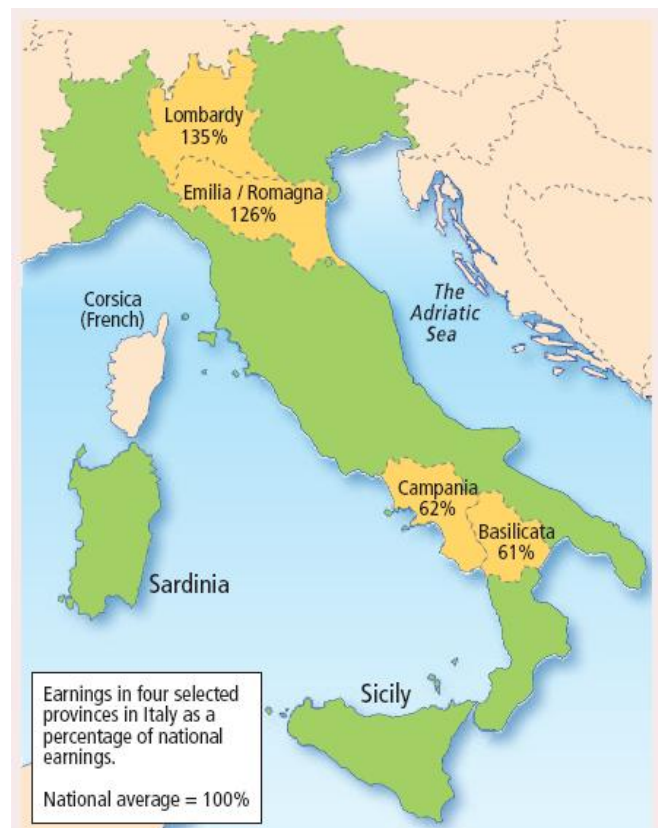 Lombardy
135%
Emilia / Romagna
126%
Corsica
(French)
The
Adriatic
Sea
Campania
62%
Basilicata
61%
Sardinia
Sicily
Earnings in four selected
provinces in Italy as a
percentage of national
earnings.
National average = 100%